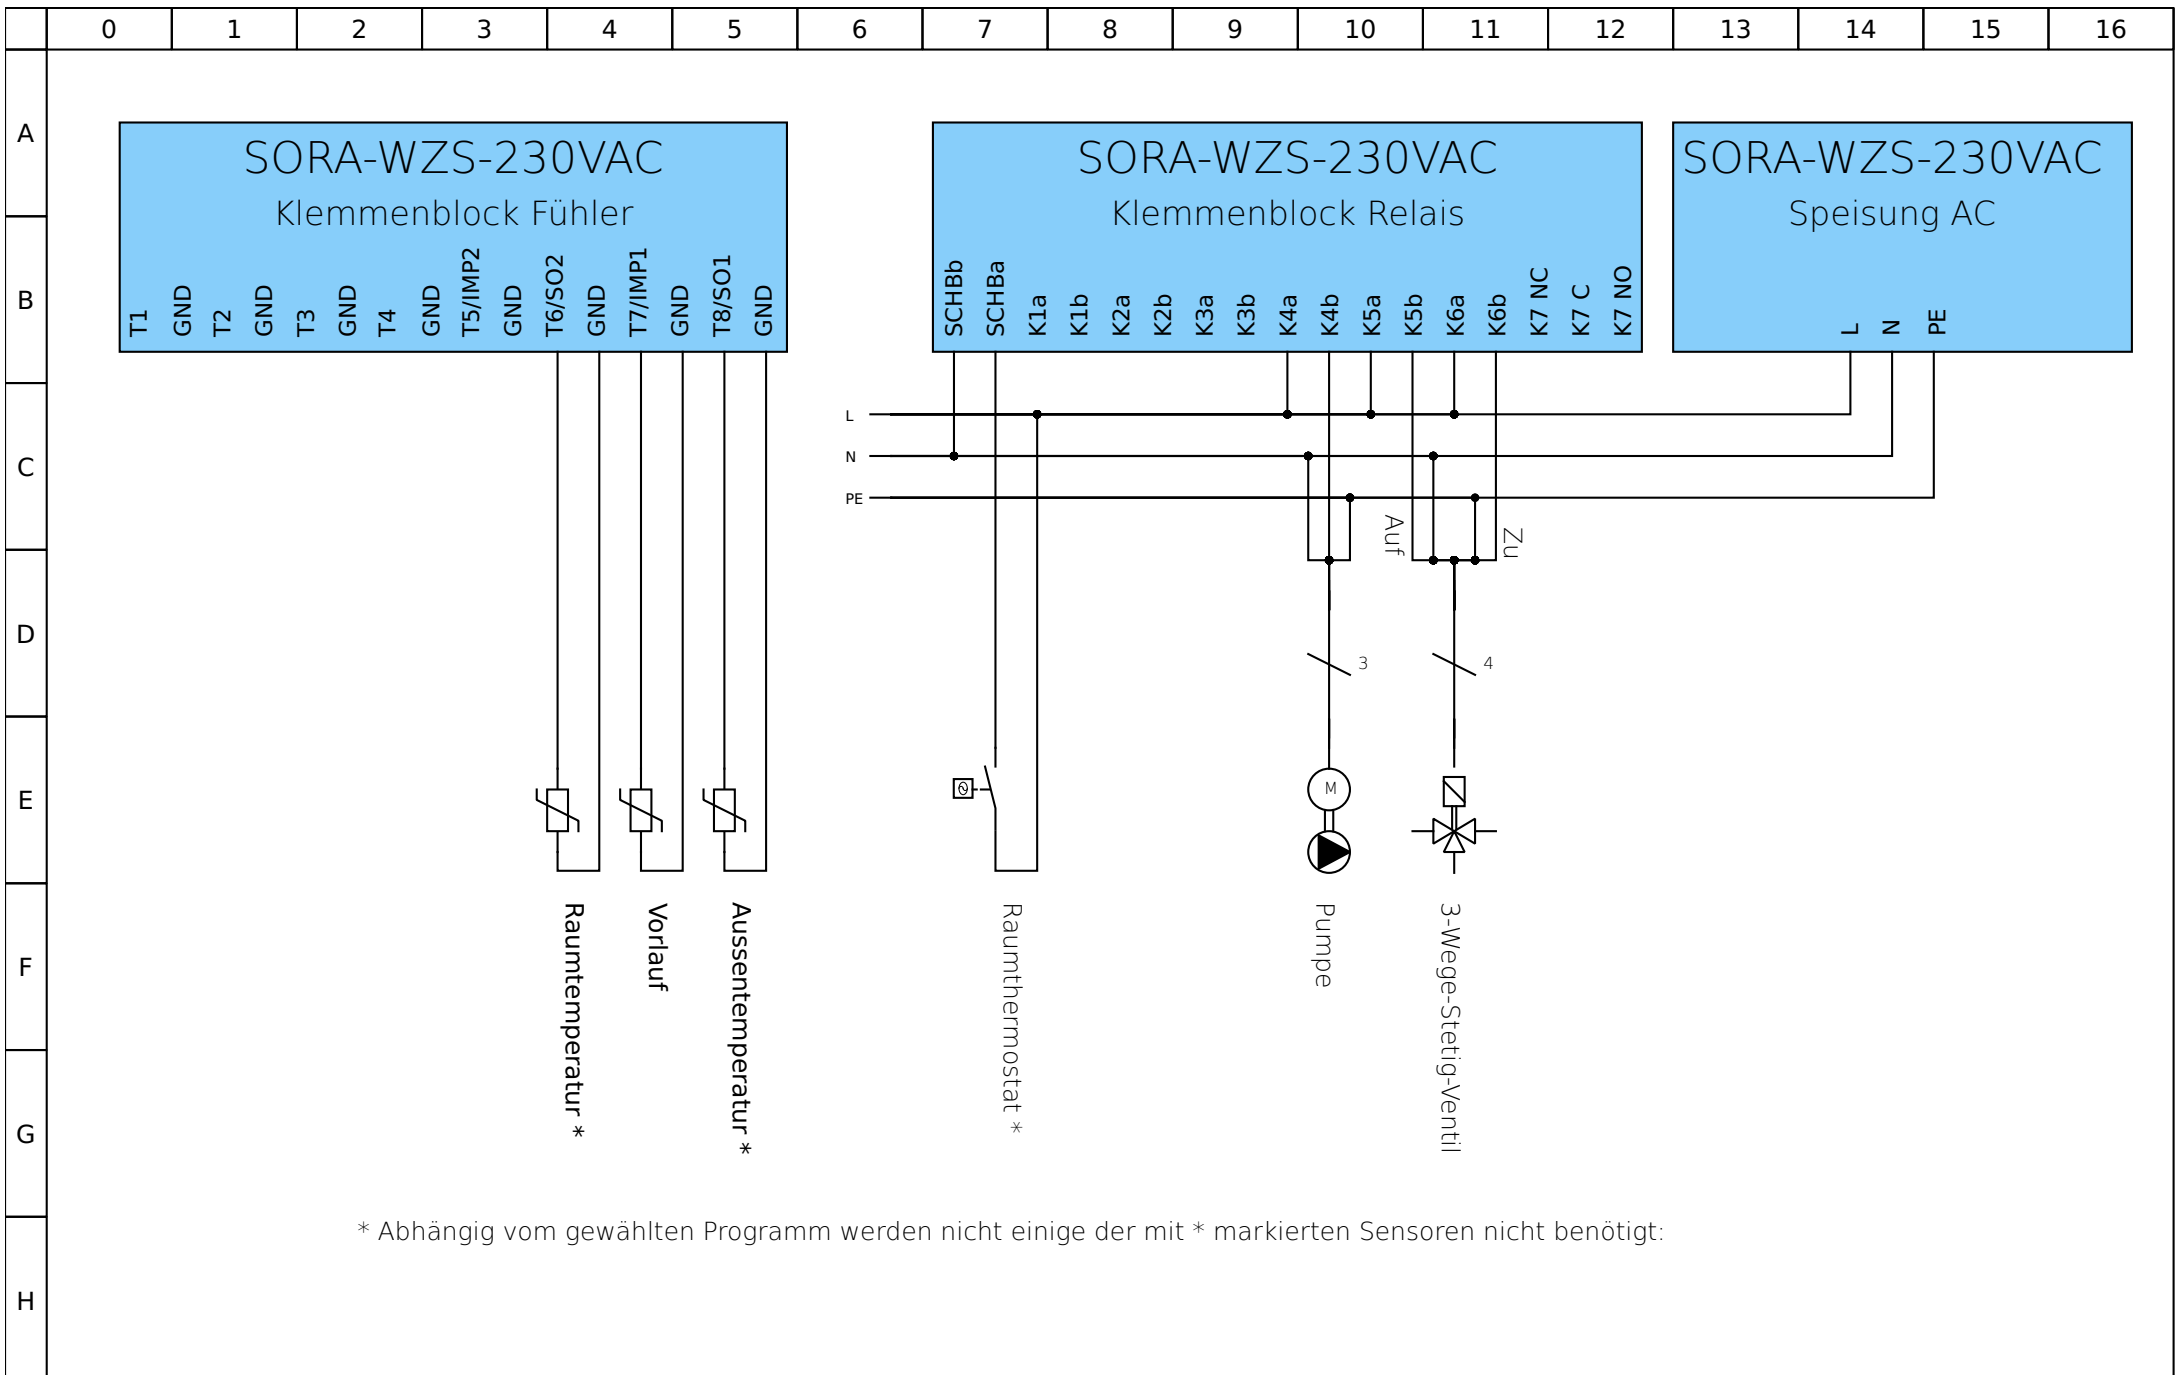 0 1 2 3 4 5 6 7 8 9 10 11 12 13 14 15 16
A
SORA-WZS-230VAC
Klemmenblock Fühler
T1 GND T2 GND T3 GND T4 GND T5/IMP2 GND T6/SO2 GND T7/IMP1 GND T8/SO1 GND
SORA-WZS-230VAC
Klemmenblock Relais
SCHBb SCHBa K1a K1b K2a K2b K3a K3b K4a K4b K5a K5b K6a K6b K7 NC K7 C K7 NO
SORA-WZS-230VAC
Speisung AC
L N PE
B
L
N
C
PE
Auf
Zu
D
3
4
E
M
Raumtemperatur *
Vorlauf
Aussentemperatur *
Raumthermostat *
Pumpe
3-Wege-Stetig-Ventil
F
G
* Abhängig vom gewählten Programm werden nicht einige der mit * markierten Sensoren nicht benötigt:
H